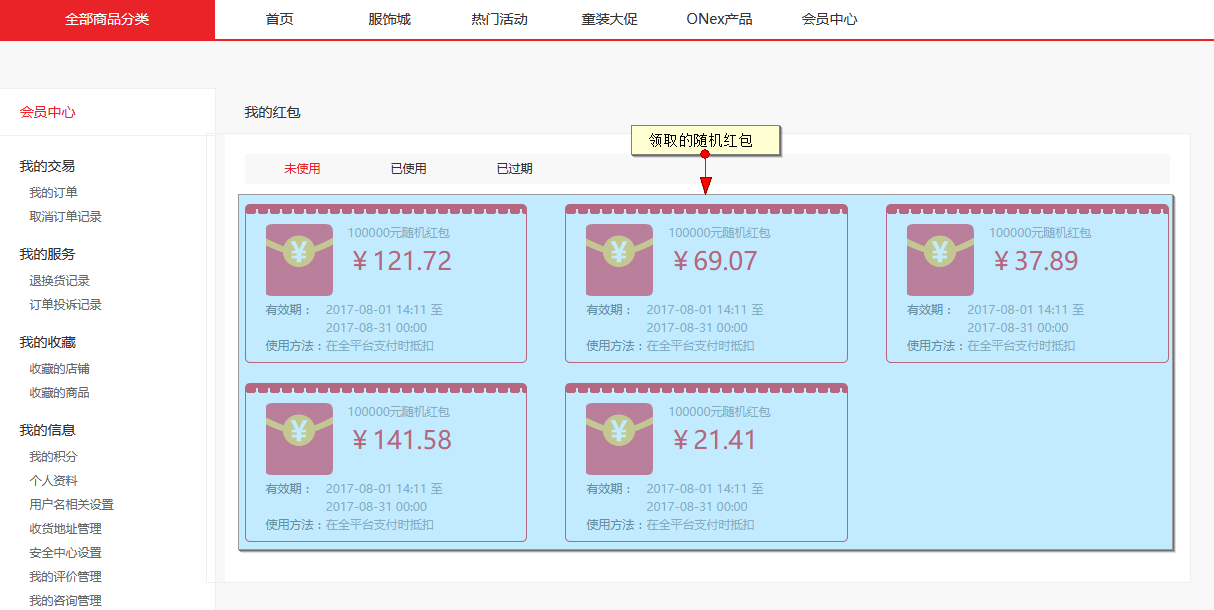 全部商品分类 首页 服饰城 热门活动 童装大促 ONex产品 会员中心
会员中心
我的交易
我的订单
取消订单记录
我的服务
退换货记录
订单投诉记录
我的收藏
收藏的店铺
收藏的商品
我的信息
我的积分
个人资料
用户名相关设置
收货地址管理
安全中心设置
我的评价管理
我的咨询管理
我的红包
领取的随机红包
未使用 已使用 已过期
100000元随机红包
¥
￥121.72
有效期： 2017-08-01 14:11 至
2017-08-31 00:00
使用方法：在全平台支付时抵扣
100000元随机红包
¥
￥69.07
有效期： 2017-08-01 14:11 至
2017-08-31 00:00
使用方法：在全平台支付时抵扣
100000元随机红包
¥
￥37.89
有效期： 2017-08-01 14:11 至
2017-08-31 00:00
使用方法：在全平台支付时抵扣
100000元随机红包
¥
￥141.58
有效期： 2017-08-01 14:11 至
2017-08-31 00:00
使用方法：在全平台支付时抵扣
100000元随机红包
¥
￥21.41
有效期： 2017-08-01 14:11 至
2017-08-31 00:00
使用方法：在全平台支付时抵扣